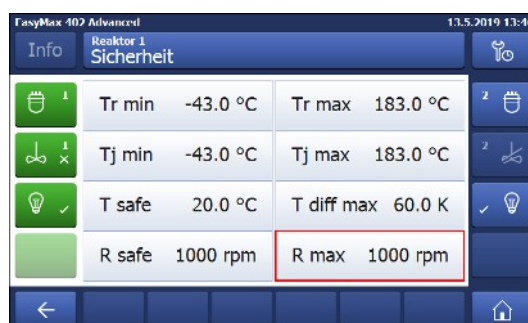 EasyMax 402 Advanced 13.5.2019 13:46
Info Reaktor 1
Sicherheit
1 Tr min -43.0 °C Tr max 183.0 °C 2
1 Tj min -43.0 °C Tj max 183.0 °C 2
T safe 20.0 °C T diff max 60.0 K
R safe 1000 rpm R max 1000 rpm